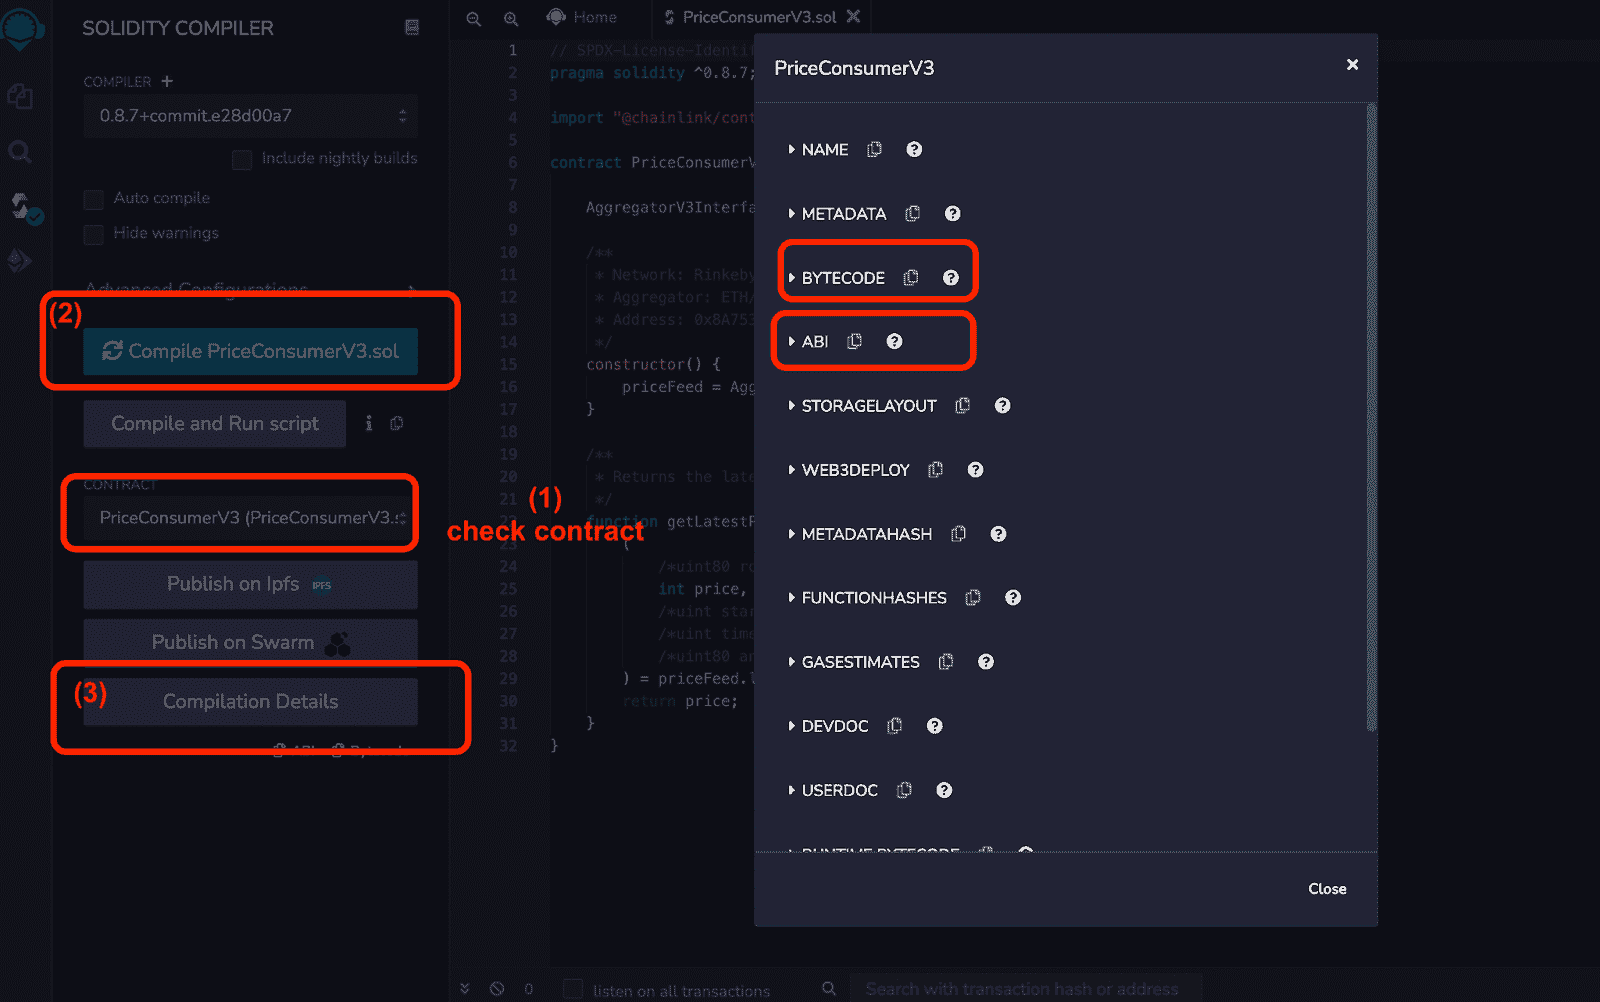 SOLIDITY COMPILER
COMPILER +
0.8.7+commit.e28d00a7
Include nightly builds
Auto compile
Hide warnings
Advanced Configurations
(2)
Compile PriceConsumerV3.sol
Compile and Run script
CONTRACT
PriceConsumerV3 (PriceConsumerV3.s
Publish on Ipfs IPFS
Publish on Swarm
(3)
Compilation Details
ABI
(1)
check contract
Home
PriceConsumerV3.sol
1 // SPDX-License-Identif
2 pragma solidity ^0.8.7;
3
4 import "@chainlink/cont
5
6 contract PriceConsumerV
7
8 AggregatorV3Interfa
9
10 /**
11 * Network: Rinkeby
12 * Aggregator: ETH/
13 * Address: 0x8A753
14 */
15 constructor() {
16 priceFeed = Agg
17 }
18
19 /**
20 * Returns the late
21 */
22 function getLatestP
23 (
24 /*uint80 ro
25 int price,
26 /*uint star
27 /*uint time
28 /*uint80 an
29 ) = priceFeed.l
30 return price;
31 }
32 }
PriceConsumerV3
NAME
METADATA
BYTECODE
ABI
STORAGELAYOUT
WEB3DEPLOY
METADATAHASH
FUNCTIONHASHES
GASESTIMATES
DEVDOC
USERDOC
RUNTIME BYTECODE
Close
0
listen on all transactions
Search with transaction hash or address